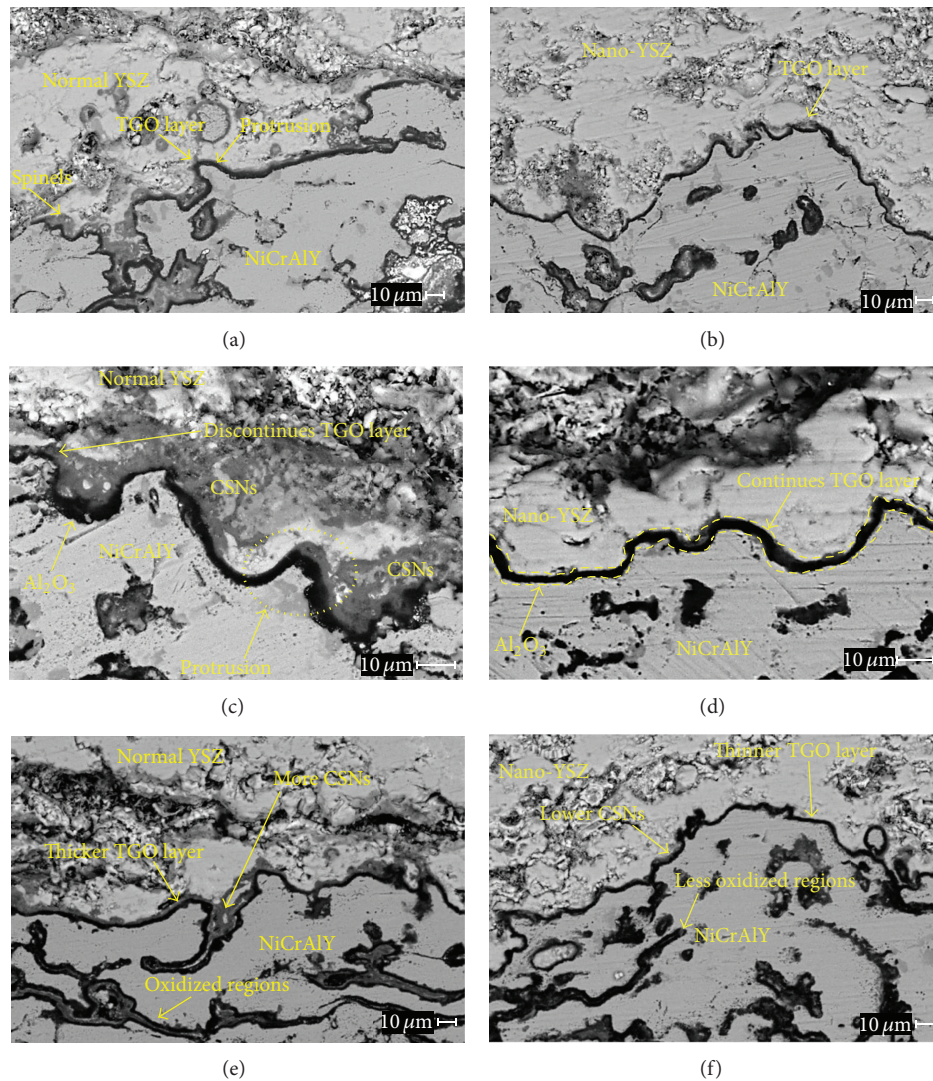 Normal YSZ
TGO layer
Protrusion
Spinels
NiCrAlY
10 μm
(a)
Nano-YSZ
TGO layer
NiCrAlY
10 μm
(b)
Normal YSZ
Discontinues TGO layer
CSNs
NiCrAlY
CSNs
Al₂O₃
Protrusion
10 μm
(c)
Continues TGO layer
Nano-YSZ
Al₂O₃
NiCrAlY
10 μm
(d)
Normal YSZ
More CSNs
Thicker TGO layer
NiCrAlY
Oxidized regions
10 μm
(e)
Thinner TGO layer
Nano-YSZ
Lower CSNs
Less oxidized regions
NiCrAlY
10 μm
(f)